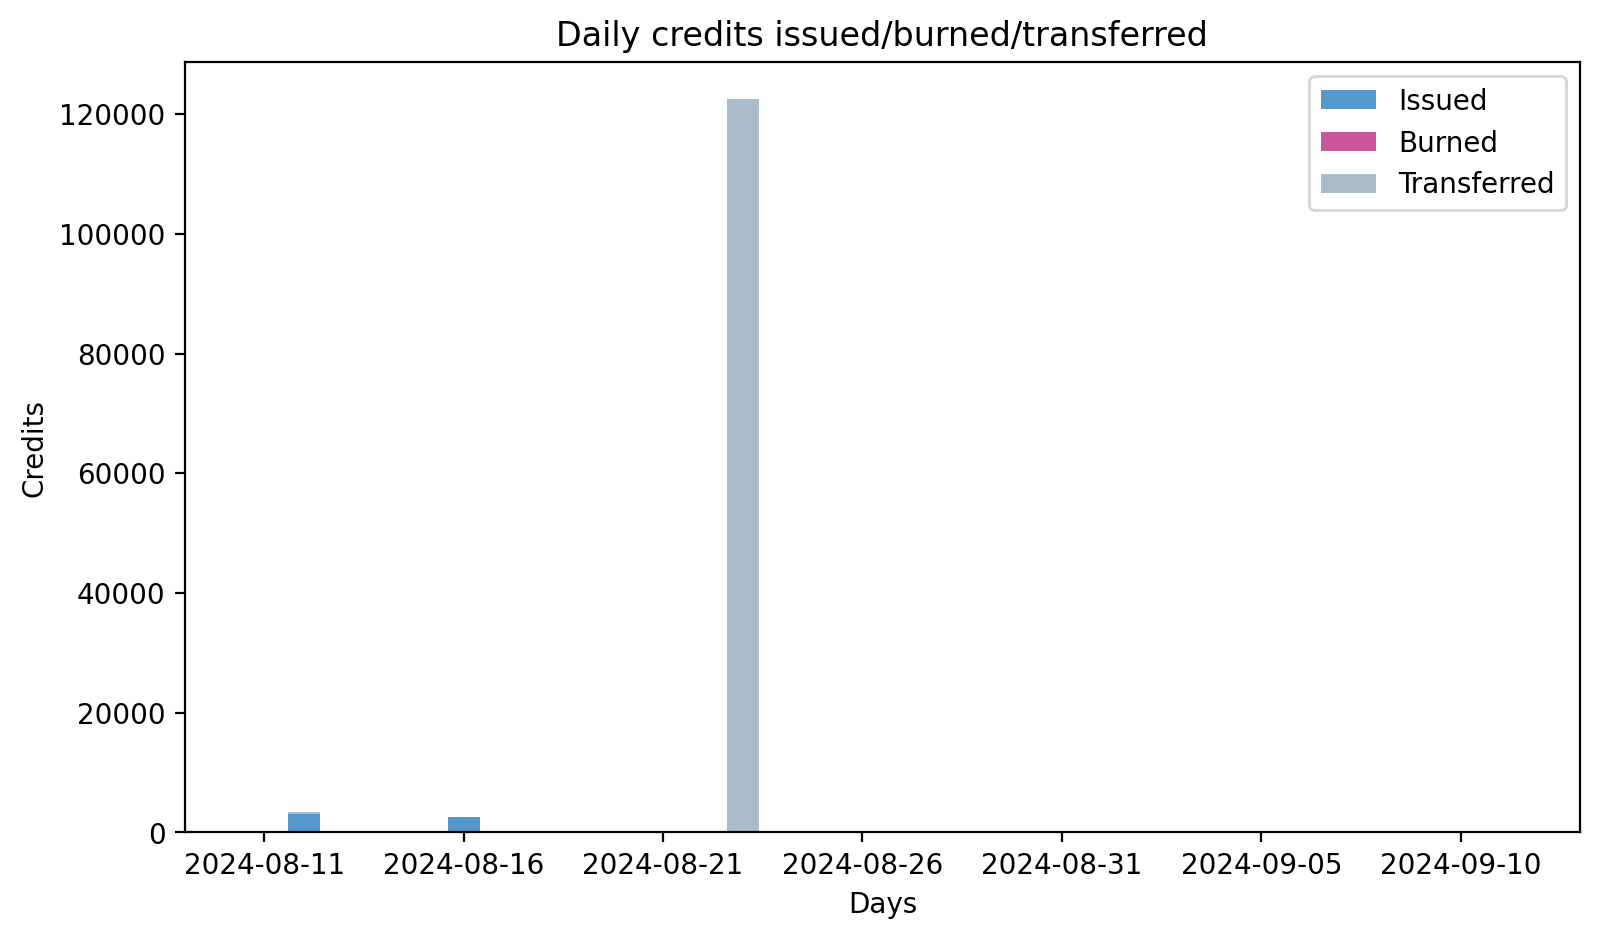 Daily credits issued/burned/transferred
Issued
Burned
Transferred
Credits
120000
100000
80000
60000
40000
20000
0
2024-08-11 2024-08-16 2024-08-21 2024-08-26 2024-08-31 2024-09-05 2024-09-10
Days